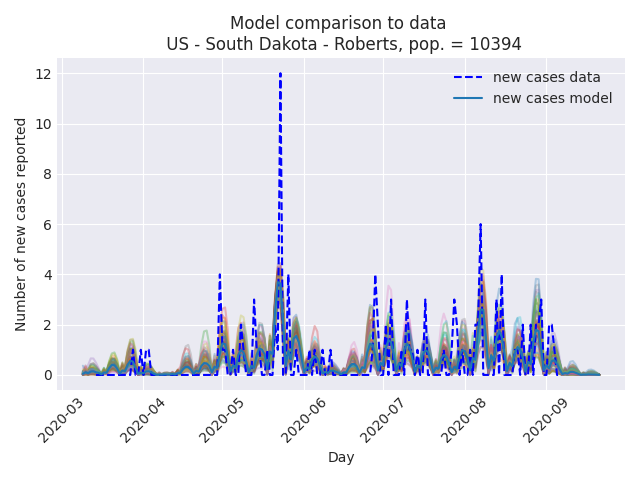 Model comparison to data
US - South Dakota - Roberts, pop. = 10394
new cases data
new cases model
Number of new cases reported
12
10
8
6
4
2
0
2020-03
2020-04
2020-05
2020-06
2020-07
2020-08
2020-09
Day